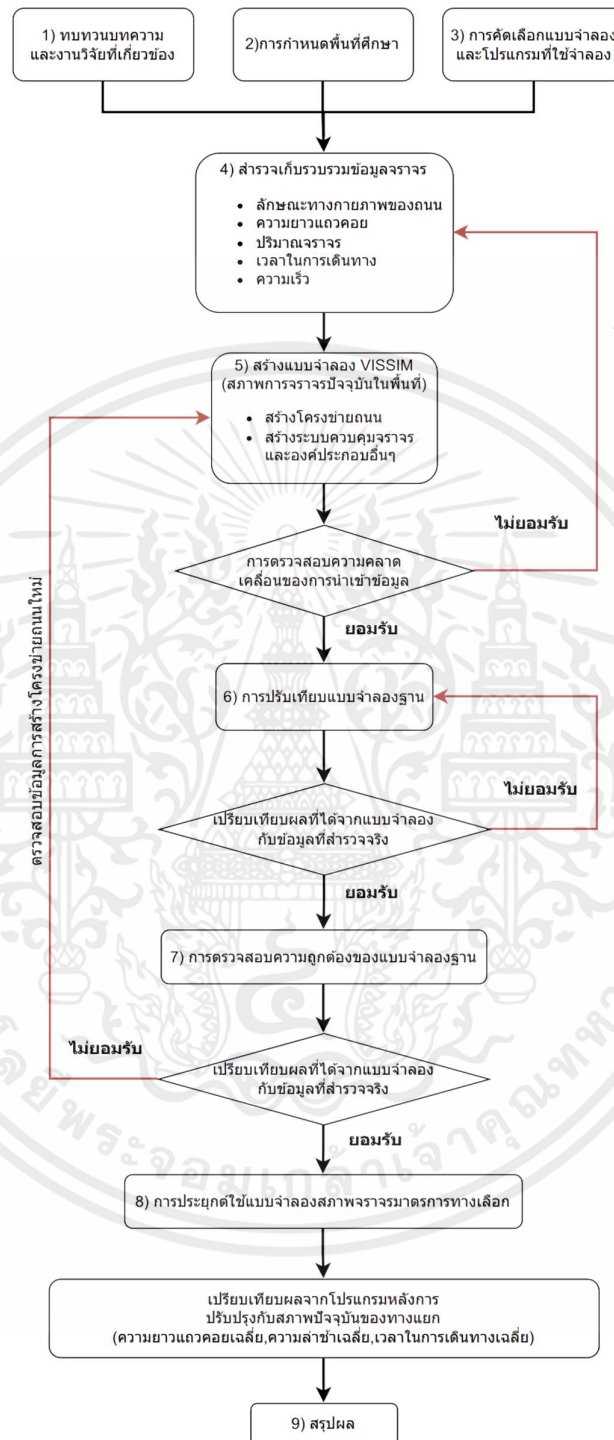 1) ทบทวนบทความ
และงานวิจัยที่เกี่ยวข้อง
2)การกำหนดพื้นที่ศึกษา
3) การคัดเลือกแบบจำลอง
และโปรแกรมที่ใช้จำลอง
4) สำรวจเก็บรวบรวมข้อมูลจราจร
• ลักษณะทางกายภาพของถนน
• ความยาวแถวคอย
• ปริมาณจราจร
• เวลาในการเดินทาง
• ความเร็ว
5) สร้างแบบจำลอง VISSIM
(สภาพการจราจรปัจจุบันในพื้นที่)
• สร้างโครงข่ายถนน
• สร้างระบบควบคุมจราจร
และองค์ประกอบอื่นๆ
ไม่ยอมรับ
การตรวจสอบความคลาด
เคลื่อนของการนำเข้าข้อมูล
ยอมรับ
ตรวจสอบข้อมูลการสร้างโครงข่ายถนนใหม่
6) การปรับเทียบแบบจำลองฐาน
ไม่ยอมรับ
เปรียบเทียบผลที่ได้จากแบบจำลอง
กับข้อมูลที่สำรวจจริง
ยอมรับ
7) การตรวจสอบความถูกต้องของแบบจำลองฐาน
ไม่ยอมรับ
เปรียบเทียบผลที่ได้จากแบบจำลอง
กับข้อมูลที่สำรวจจริง
ยอมรับ
8) การประยุกต์ใช้แบบจำลองสภาพจราจรมาตรการทางเลือก
เปรียบเทียบผลจากโปรแกรมหลังการ
ปรับปรุงกับสภาพปัจจุบันของทางแยก
(ความยาวแถวคอยเฉลี่ย,ความล่าช้าเฉลี่ย,เวลาในการเดินทางเฉลี่ย)
9) สรุปผล